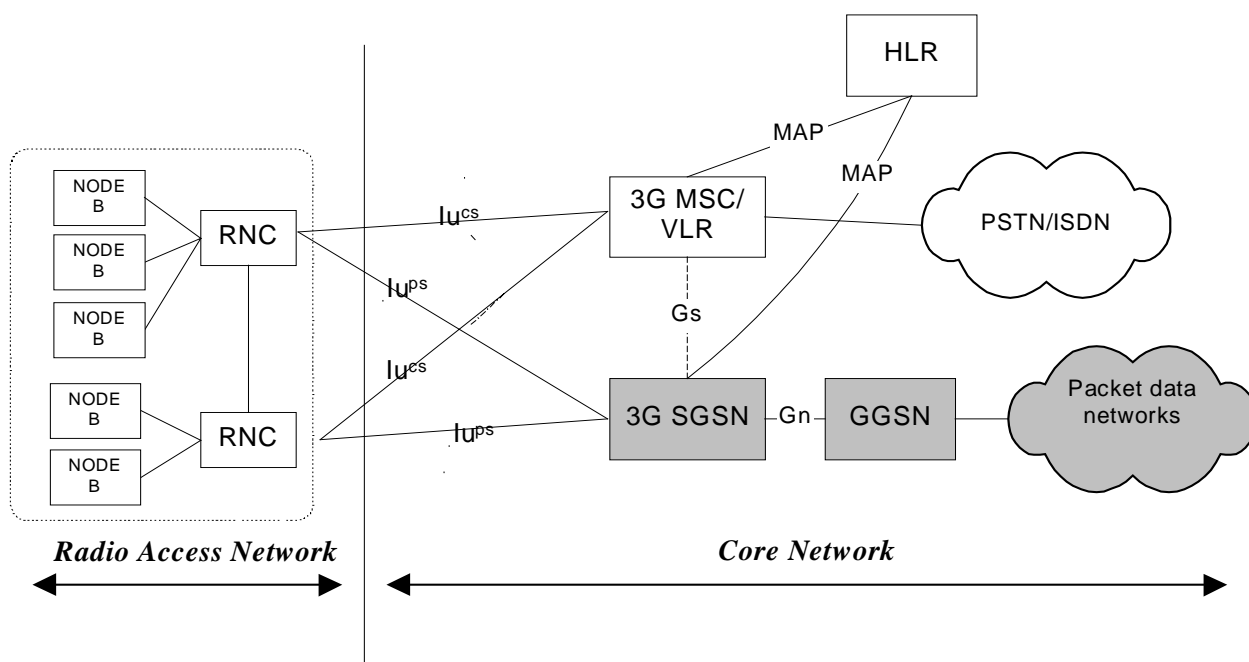 HLR
MAP
MAP
NODE
B
NODE
B
NODE
B
RNC
Iucs
3G MSC/
VLR
PSTN/ISDN
Iups
Gs
Iucs
NODE
B
NODE
B
RNC
Iups
3G SGSN
Gn
GGSN
Packet data
networks
Radio Access Network
Core Network